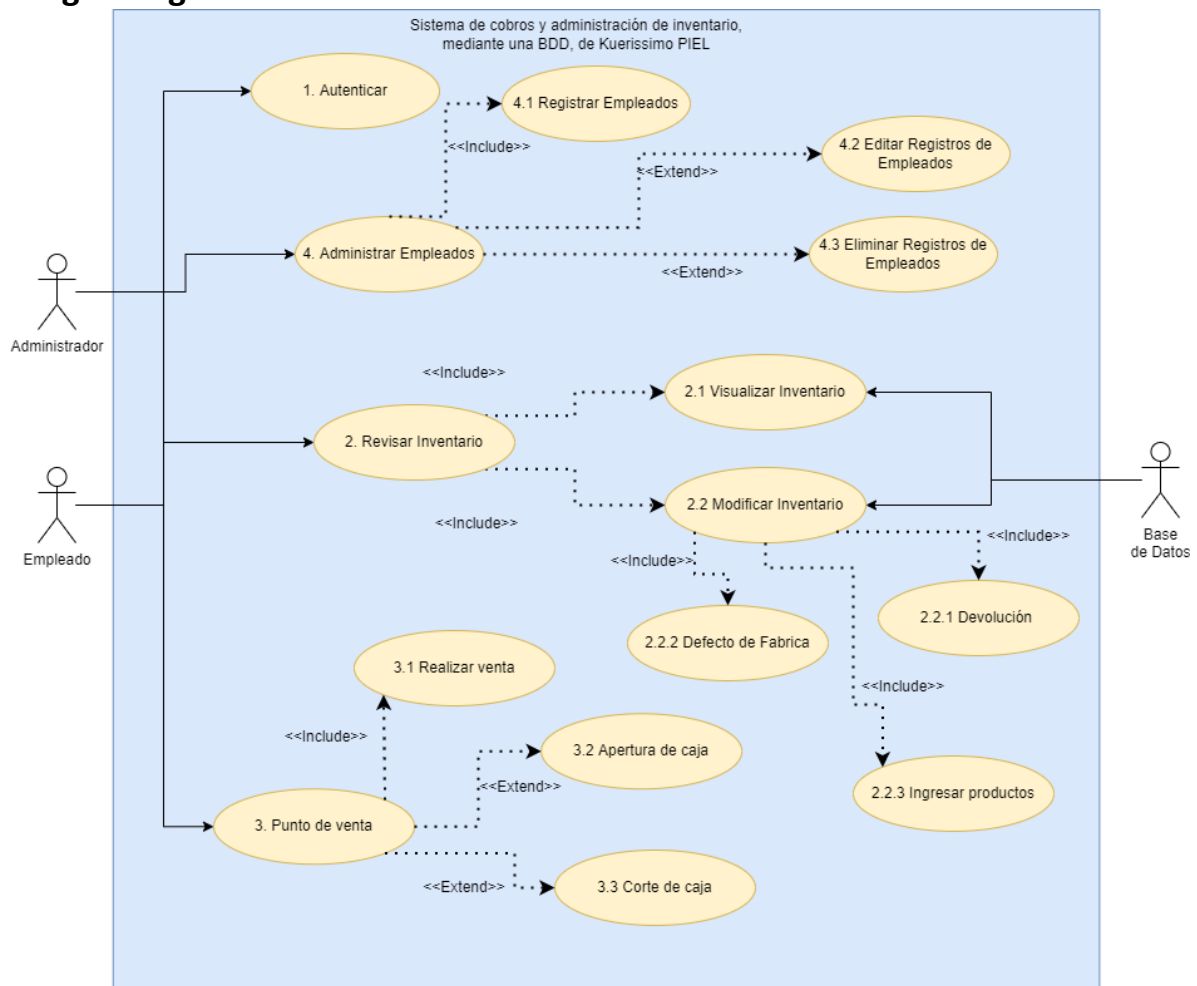 Sistema de cobros y administración de inventario,
mediante una BDD, de Kuerissimo PIEL
1. Autenticar
4.1 Registrar Empleados
<<Include>>
4.2 Editar Registros de
Empleados
<<Extend>>
4. Administrar Empleados
4.3 Eliminar Registros de
Empleados
<<Extend>>
Administrador
<<Include>>
2.1 Visualizar Inventario
2. Revisar Inventario
2.2 Modificar Inventario
<<Include>>
Empleado
Base
de Datos
<<Include>>
<<Include>>
2.2.1 Devolución
2.2.2 Defecto de Fabrica
3.1 Realizar venta
<<Include>>
<<Include>>
3.2 Apertura de caja
<<Extend>>
2.2.3 Ingresar productos
3. Punto de venta
<<Extend>>
3.3 Corte de caja